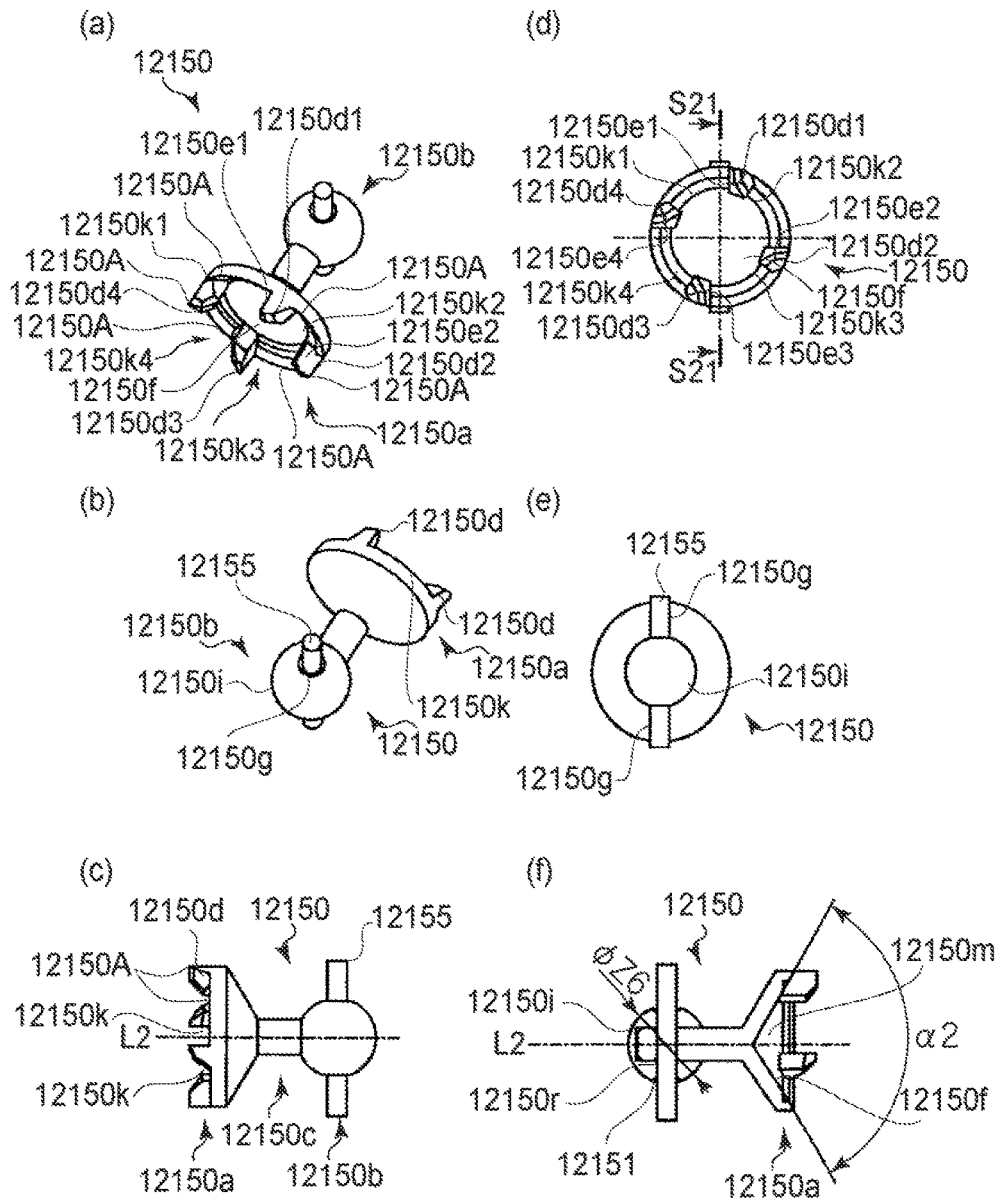 (a)
12150
12150d1
12150e1
12150b
12150A
12150k1
12150A
12150A
12150d4
12150k2
12150A
12150e2
12150k4
12150d2
12150f
12150A
12150d3
12150a
12150k3
12150A
(d)
S21
12150e1
12150d1
12150k1
12150k2
12150d4
12150e2
12150e4
12150d2
12150
12150k4
12150f
12150d3
12150k3
S21
12150e3
(b)
12150d
12155
12150d
12150b
12150a
12150i
12150k
12150g
12150
(e)
12155
12150g
12150i
12150
12150g
(c)
12150
12150d
12155
12150A
12150k
L2
12150k
12150c
12150a
12150b
(f)
12150
øZ6
12150m
12150i
L2
α2
12150r
12150f
12151
12150a